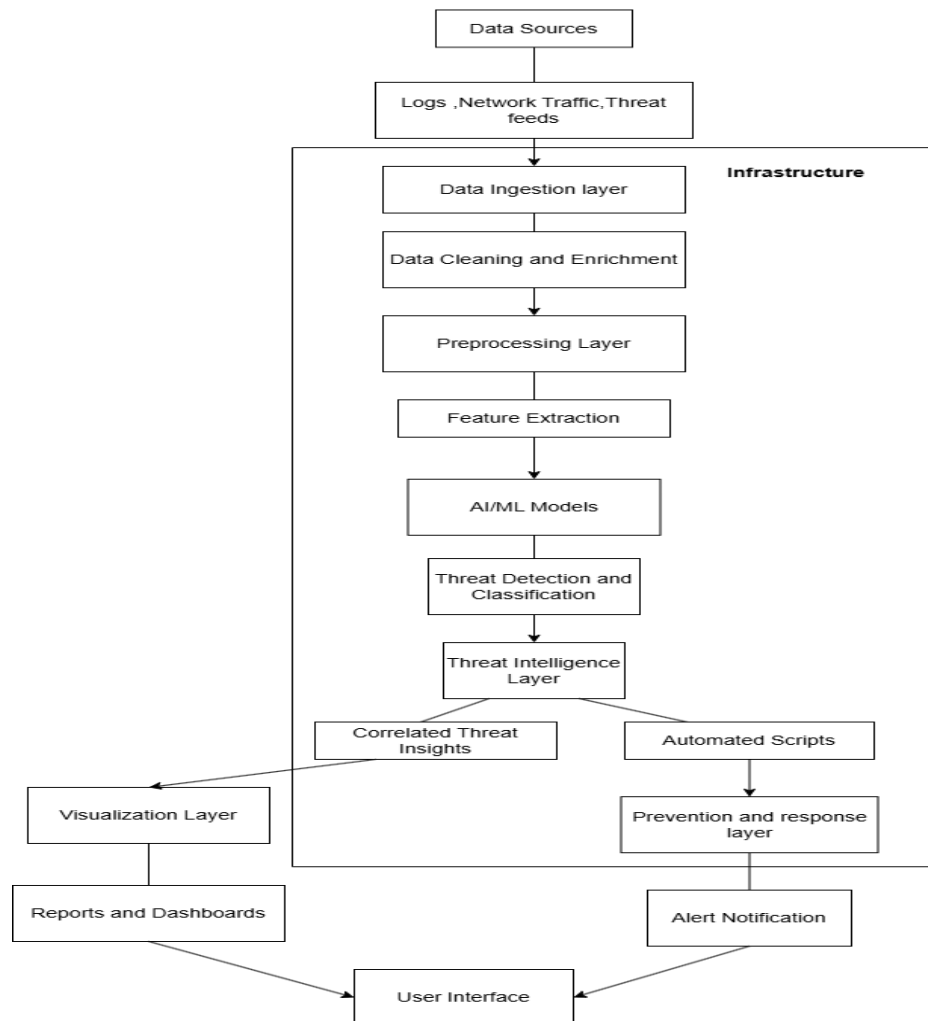 Data Sources
Logs ,Network Traffic,Threat
feeds
Infrastructure
Data Ingestion layer
Data Cleaning and Enrichment
Preprocessing Layer
Feature Extraction
AI/ML Models
Threat Detection and
Classification
Threat Intelligence
Layer
Correlated Threat
Insights
Automated Scripts
Visualization Layer
Prevention and response
layer
Reports and Dashboards
Alert Notification
User Interface